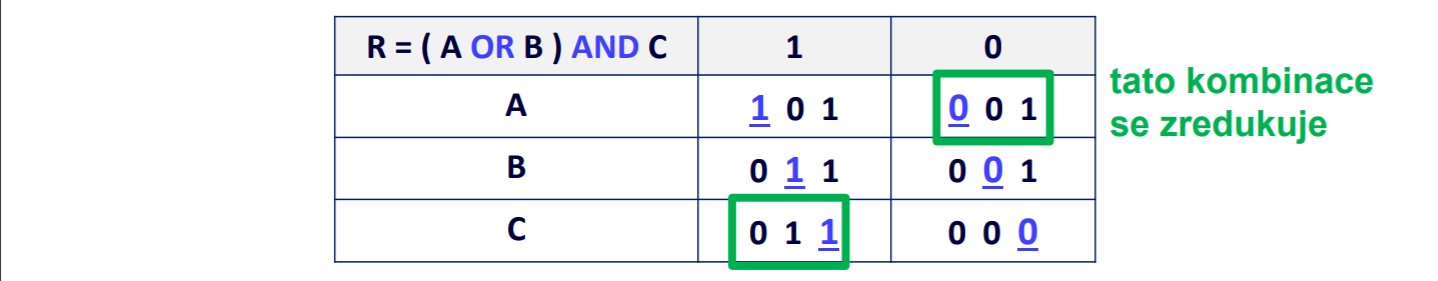 R = ( A OR B ) AND C 1 0
A 1 0 1 0 0 1
B 0 1 1 0 0 1
C 0 1 1 0 0 0
tato kombinace
se zredukuje